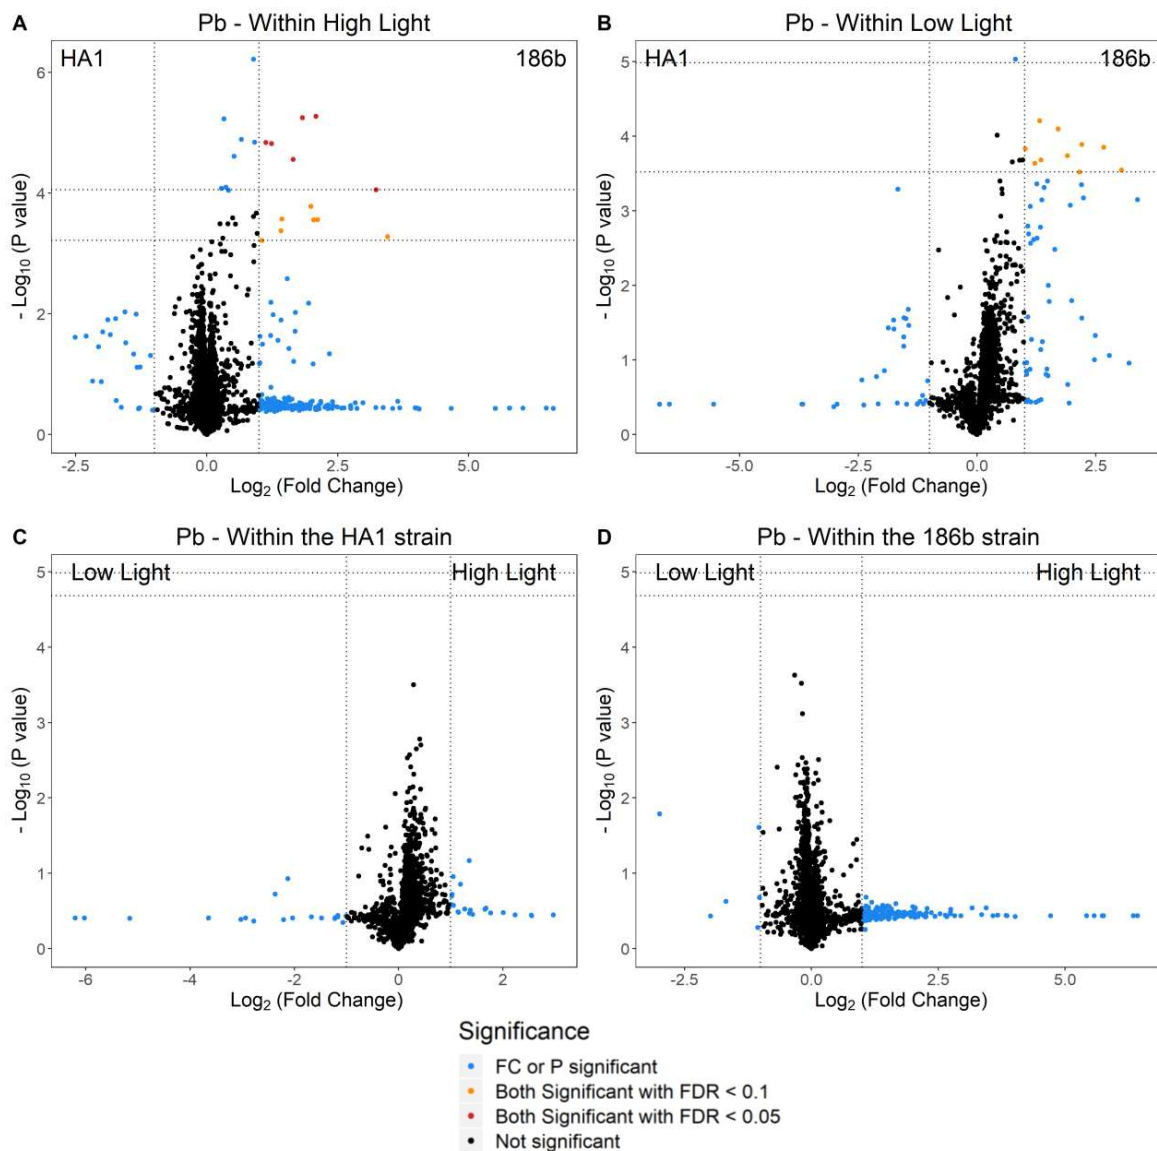 A Pb - Within High Light
HA1 186b
6
4
2
0
- Log10 (P value)
-2.5 0.0 2.5 5.0
Log2 (Fold Change)
B Pb - Within Low Light
HA1 186b
5
4
3
2
1
0
- Log10 (P value)
-5.0 -2.5 0.0 2.5
Log2 (Fold Change)
C Pb - Within the HA1 strain
Low Light High Light
5
4
3
2
1
0
- Log10 (P value)
-6 -4 -2 0 2
Log2 (Fold Change)
D Pb - Within the 186b strain
Low Light High Light
5
4
3
2
1
0
- Log10 (P value)
-2.5 0.0 2.5 5.0
Log2 (Fold Change)
Significance
FC or P significant
Both Significant with FDR < 0.1
Both Significant with FDR < 0.05
Not significant